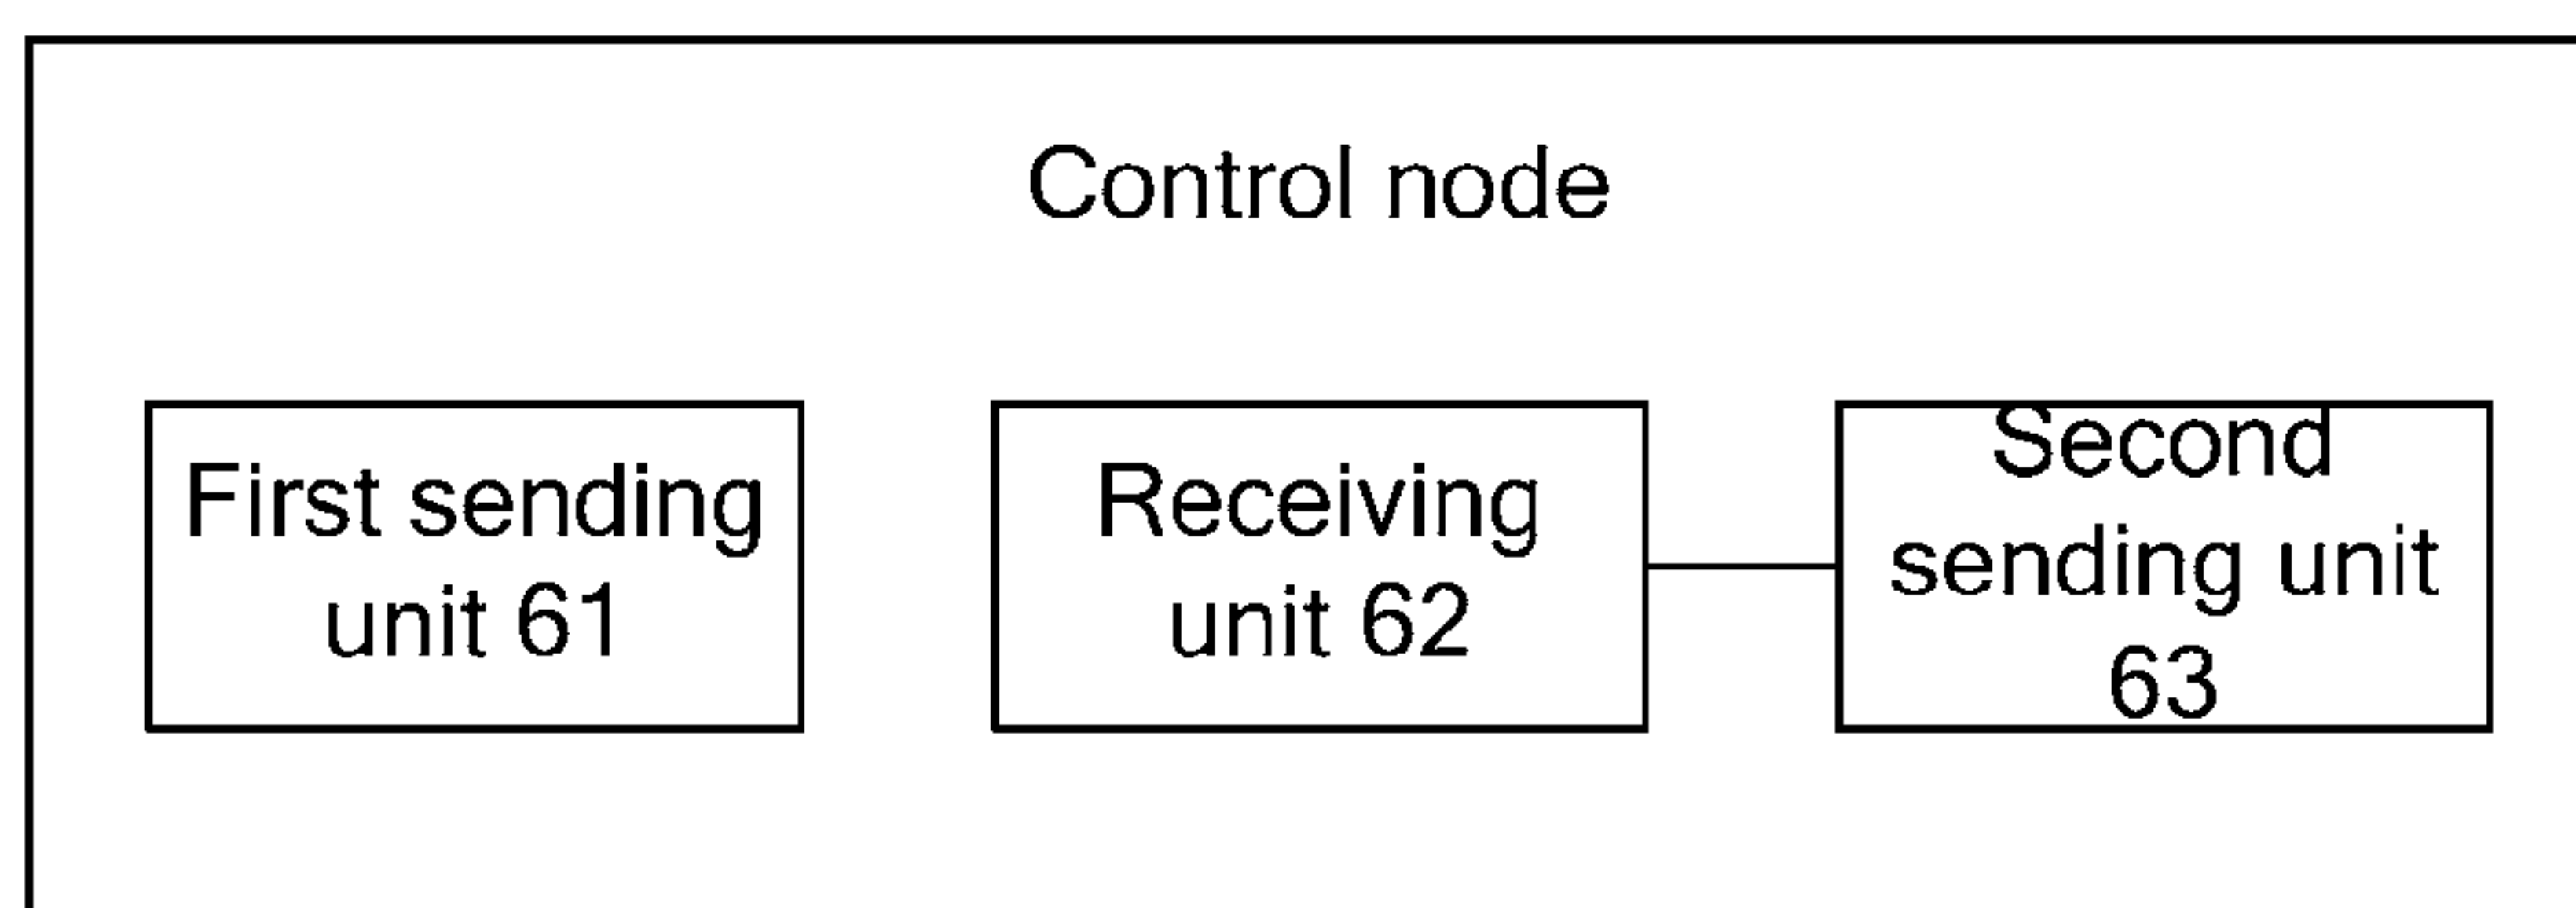 Control node
First sending
unit 61
Receiving
unit 62
Second
sending unit
63